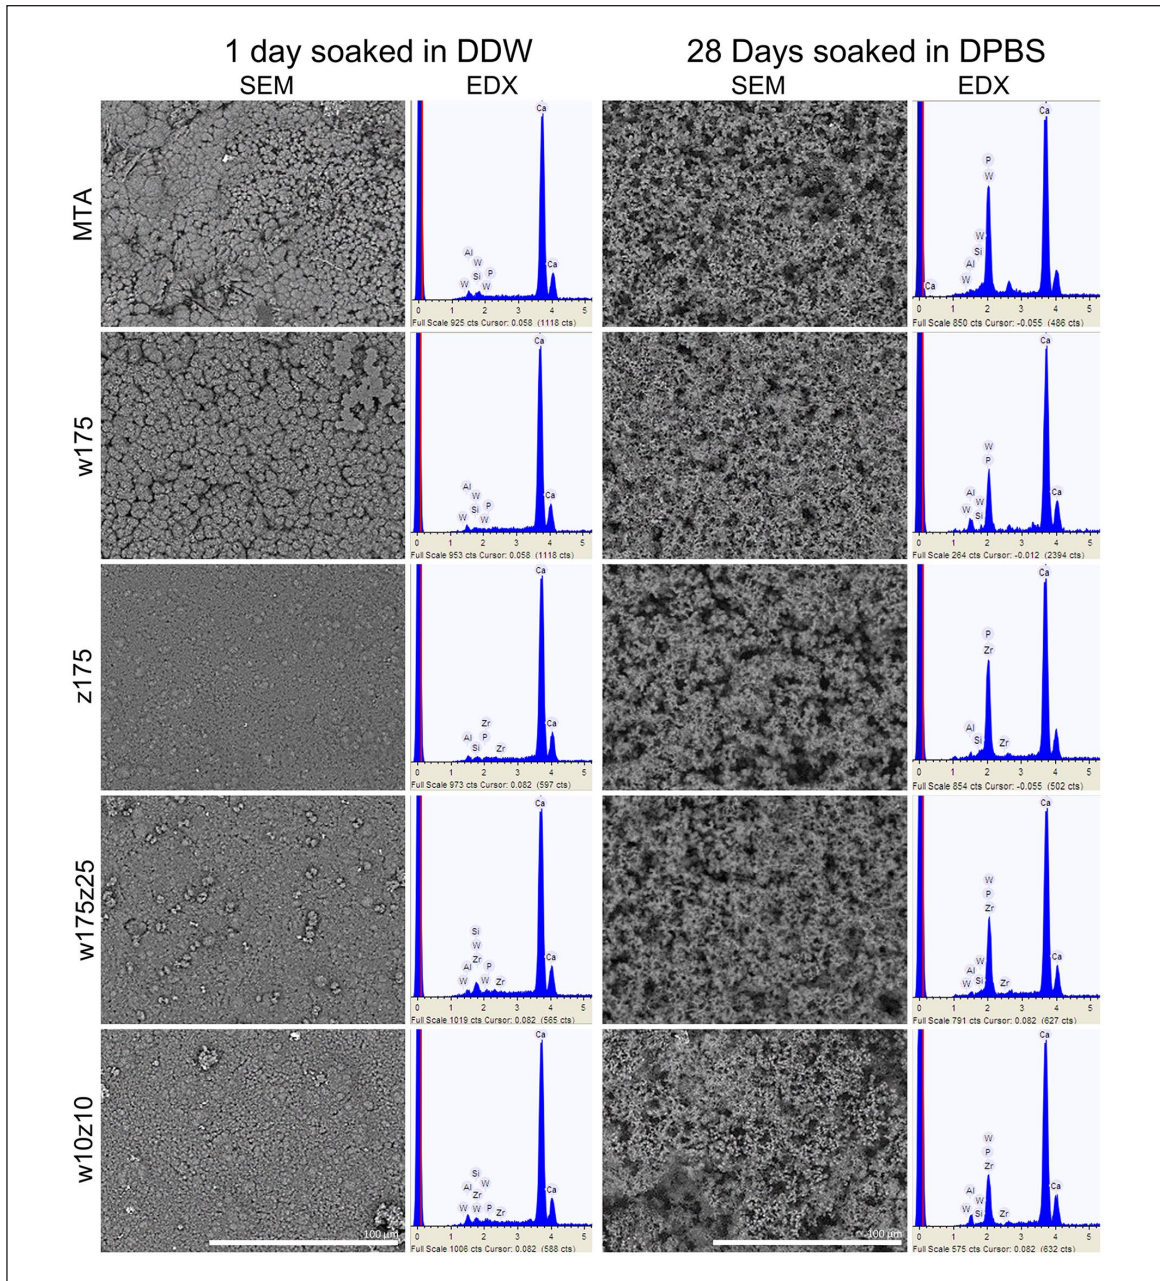 1 day soaked in DDW 28 Days soaked in DPBS
SEM EDX SEM EDX
MTA
Ca
Al
W
Si P
W W
Ca
0 1 2 3 4 5
Full Scale 925 cts Cursor: 0.058 (1118 cts)
Ca
P
W
W
Si
Al
W
Ca
0 1 2 3 4 5
Full Scale 850 cts Cursor: -0.055 (486 cts)
w175
Ca
Al
W
Si P
W W
Ca
0 1 2 3 4 5
Full Scale 953 cts Cursor: 0.058 (1118 cts)
Ca
W
P
Al
W
W Si
Ca
0 1 2 3 4 5
Full Scale 264 cts Cursor: -0.012 (2394 cts)
z175
Ca
Zr
Al P
Si Zr
Ca
0 1 2 3 4 5
Full Scale 973 cts Cursor: 0.082 (597 cts)
Ca
P
Zr
Al
Si Zr
0 1 2 3 4 5
Full Scale 854 cts Cursor: -0.055 (502 cts)
w175z25
Ca
Si
W
Zr
Al P
W W Zr
Ca
0 1 2 3 4 5
Full Scale 1019 cts Cursor: 0.082 (565 cts)
Ca
W
P
Zr
W
Al
W Si Zr
Ca
0 1 2 3 4 5
Full Scale 791 cts Cursor: 0.082 (627 cts)
w10z10
Ca
Si
Al W
Zr
W W P Zr
Ca
0 1 2 3 4 5
Full Scale 1006 cts Cursor: 0.082 (588 cts)
100 µm
Ca
W
P
Zr
Al
W
W Si Zr
Ca
0 1 2 3 4 5
Full Scale 575 cts Cursor: 0.082 (632 cts)
100 µm